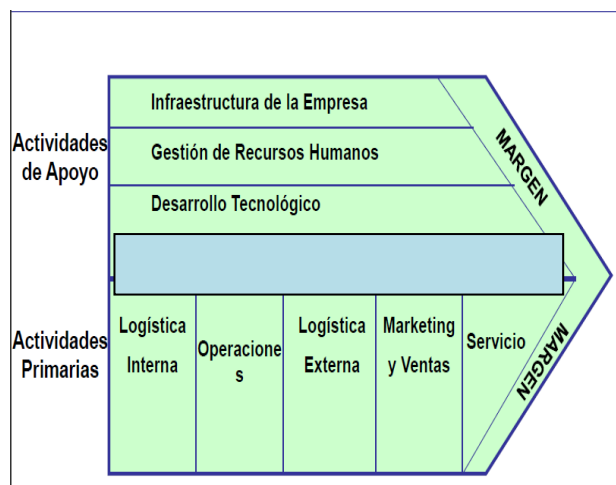 Infraestructura de la Empresa
Actividades
de Apoyo
Gestión de Recursos Humanos
Desarrollo Tecnológico
MARGEN
Actividades
Primarias
Logística
Interna
Operacione
s
Logística
Externa
Marketing
y Ventas
Servicio
MARGEN